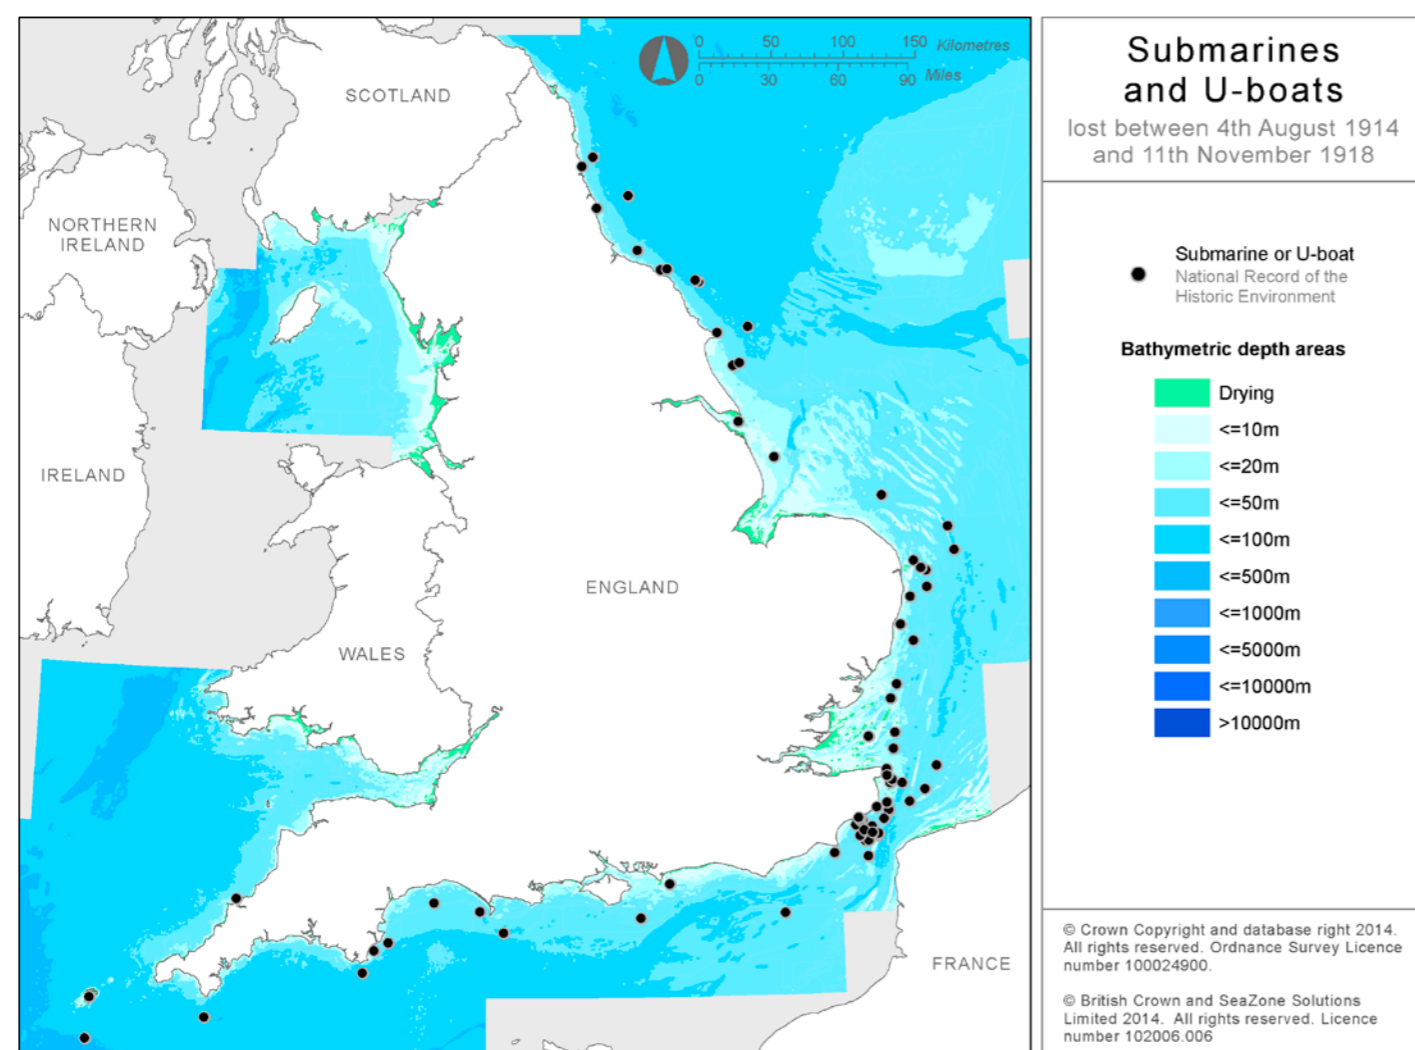 Submarines
and U-boats
lost between 4th August 1914
and 11th November 1918
0 50 100 150 Kilometres
0 30 60 90 Miles
SCOTLAND
NORTHERN
IRELAND
IRELAND
ENGLAND
WALES
FRANCE
Submarine or U-boat
National Record of the
Historic Environment
Bathymetric depth areas
Drying
<=10m
<=20m
<=50m
<=100m
<=500m
<=1000m
<=5000m
<=10000m
>10000m
© Crown Copyright and database right 2014.
All rights reserved. Ordnance Survey Licence
number 100024900.
© British Crown and SeaZone Solutions
Limited 2014.  All rights reserved. Licence
number 102006.006